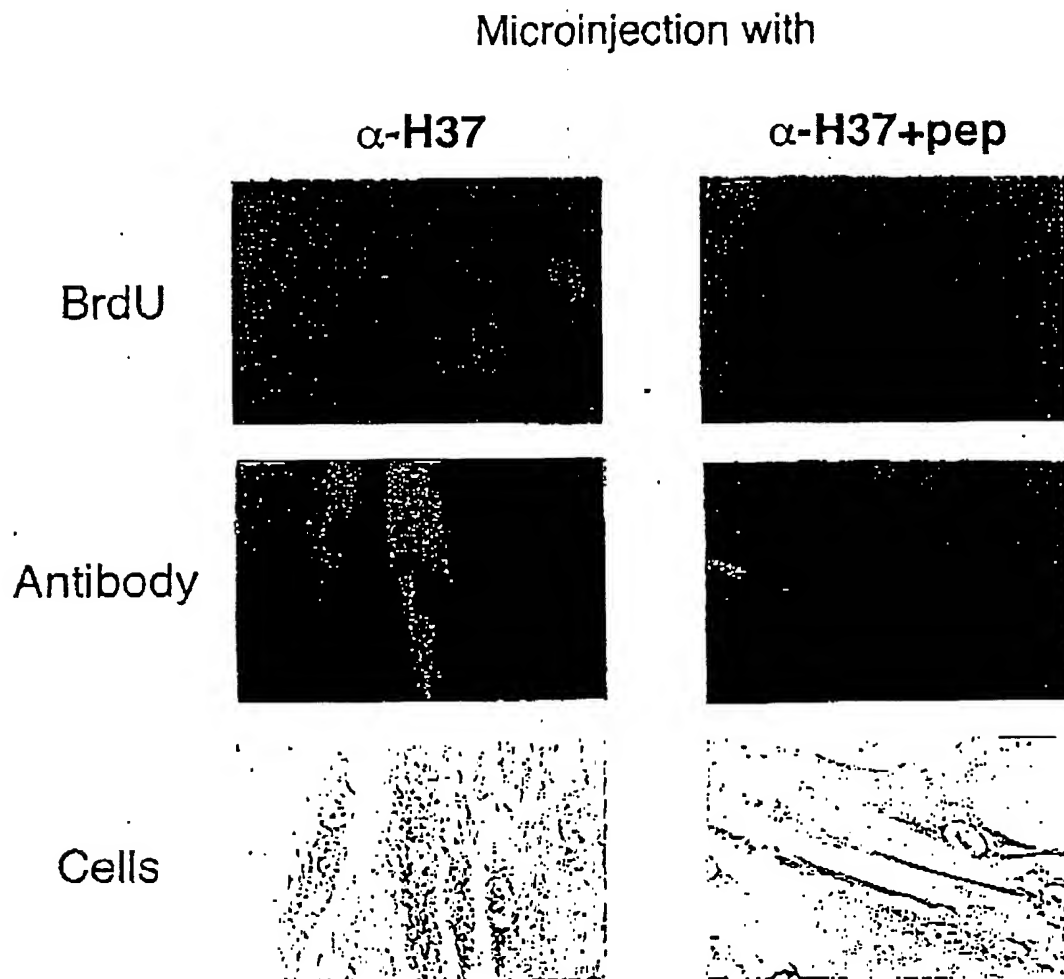 Microinjection with
α-H37 α-H37+pep
BrdU
Antibody
Cells